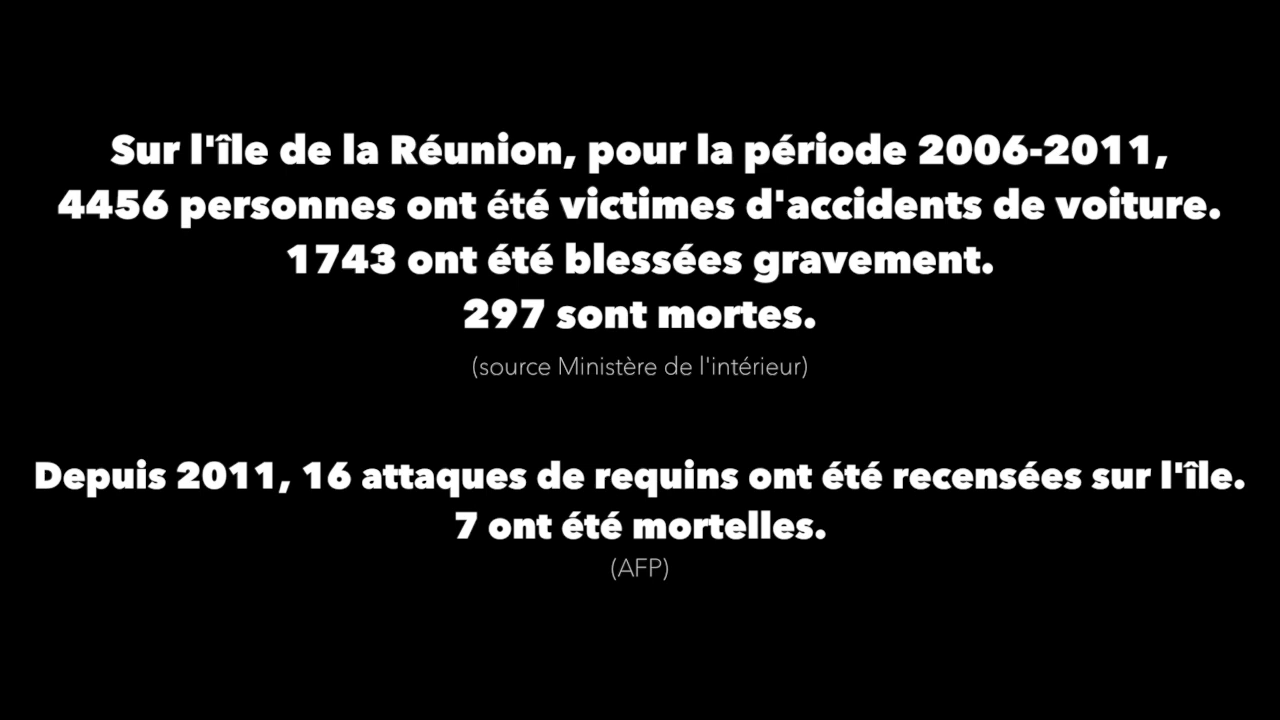 Sur l'île de la Réunion, pour la période 2006-2011,
4456 personnes ont été victimes d'accidents de voiture.
1743 ont été blessées gravement.
297 sont mortes.
(source Ministère de l'intérieur)
Depuis 2011, 16 attaques de requins ont été recensées sur l'île.
7 ont été mortelles.
(AFP)